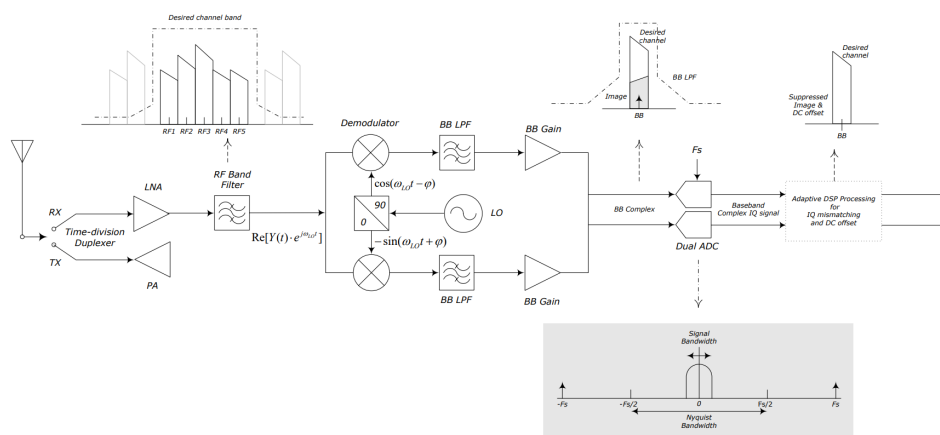 Desired channel band
RF1 RF2 RF3 RF4 RF5
Desired
channel
BB LPF
Image
BB
Desired
channel
Suppressed
Image &
DC offset
BB
Demodulator
BB LPF
BB Gain
LNA
RF Band
Filter
cos(ω_LO t − φ)
90
0
LO
Re[Y(t)·e^{jω_LO t}]
−sin(ω_LO t + φ)
RX
Time-division
Duplexer
TX
PA
BB LPF
BB Gain
Fs
BB Complex
Dual ADC
Baseband
Complex IQ signal
Adaptive DSP Processing
for
IQ mismatching
and DC offset
Signal
Bandwidth
-Fs -Fs/2 0 Fs/2 Fs
Nyquist
Bandwidth